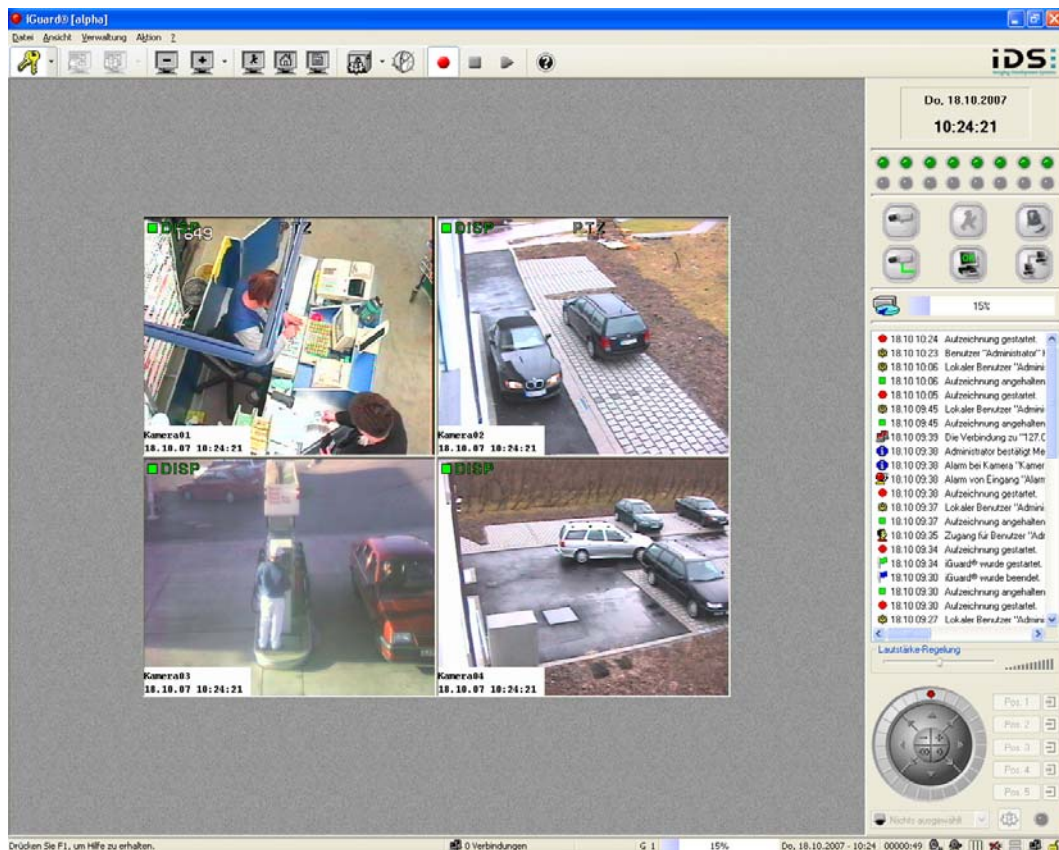 iGuard® [alpha]
Datei Ansicht Verwaltung Aktion ?
iDS:
Imaging Development Systems
Do, 18.10.2007
10:24:21
DISP
TZ
Kamera01
18.10.07 10:24:21
DISP
PTZ
Kamera02
18.10.07 10:24:21
DISP
Kamera03
18.10.07 10:24:21
DISP
Kamera04
18.10.07 10:24:21
15%
18.10 10:24 Aufzeichnung gestartet.
18.10 10:23 Benutzer "Administrator"
18.10 10:06 Lokaler Benutzer "Admini
18.10 10:06 Aufzeichnung angehalten
18.10 10:05 Aufzeichnung gestartet.
18.10 09:45 Lokaler Benutzer "Admini
18.10 09:45 Aufzeichnung angehalten
18.10 09:39 Die Verbindung zu "127.0
18.10 09:38 Administrator bestätigt Me
18.10 09:38 Alarm bei Kamera "Kamer
18.10 09:38 Alarm von Eingang "Alarm
18.10 09:38 Aufzeichnung gestartet.
18.10 09:37 Lokaler Benutzer "Admini
18.10 09:37 Aufzeichnung angehalten
18.10 09:35 Zugang für Benutzer "Adr
18.10 09:34 Aufzeichnung gestartet.
18.10 09:34 iGuard® wurde gestartet.
18.10 09:30 iGuard® wurde beendet.
18.10 09:30 Aufzeichnung angehalten
18.10 09:30 Aufzeichnung gestartet.
18.10 09:27 Lokaler Benutzer "Admini
Lautstärke-Regelung
Pos. 1
Pos. 2
Pos. 3
Pos. 4
Pos. 5
Nichts ausgewählt
Drücken Sie F1, um Hilfe zu erhalten.
0 Verbindungen
G 1
15%
Do, 18.10.2007 - 10:24
00000:49